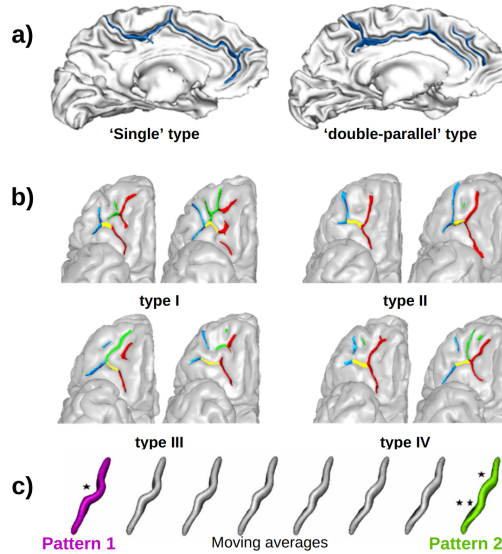 a)
'Single' type
'double-parallel' type
b)
type I
type II
type III
type IV
c)
Pattern 1
Moving averages
Pattern 2